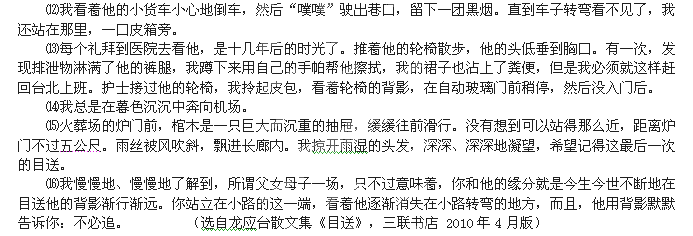 ⑿我看着他的小货车小心地倒车，然后“噗噗”驶出巷口，留下一团黑烟。直到车子转弯看不见了，我
还站在那里，一口皮箱旁。
⒀每个礼拜到医院去看他，是十几年后的时光了。推着他的轮椅散步，他的头低垂到胸口。有一次，发
现排泄物淋满了他的裤腿，我蹲下来用自己的手帕帮他擦拭，我的裙子也沾上了粪便，但是我必须就这样赶
回台北上班。护士接过他的轮椅，我拎起皮包，看着轮椅的背影，在自动玻璃门前稍停，然后没入门后。
⒁我总是在暮色沉沉中奔向机场。
⒂火葬场的炉门前，棺木是一只巨大而沉重的抽屉，缓缓往前滑行。没有想到可以站得那么近，距离炉
门不过五公尺。雨丝被风吹斜，飘进长廊内。我掠开雨湿的头发，深深、深深地凝望，希望记得这最后一次
的目送。
⒃我慢慢地、慢慢地了解到，所谓父女母子一场，只不过意味着，你和他的缘分就是今生今世不断地在
目送他的背影渐行渐远。你站立在小路的这一端，看着他逐渐消失在小路转弯的地方，而且，他用背影默默
告诉你：不必追。 （选自龙应台散文集《目送》，三联书店 2010 年 4 月版）